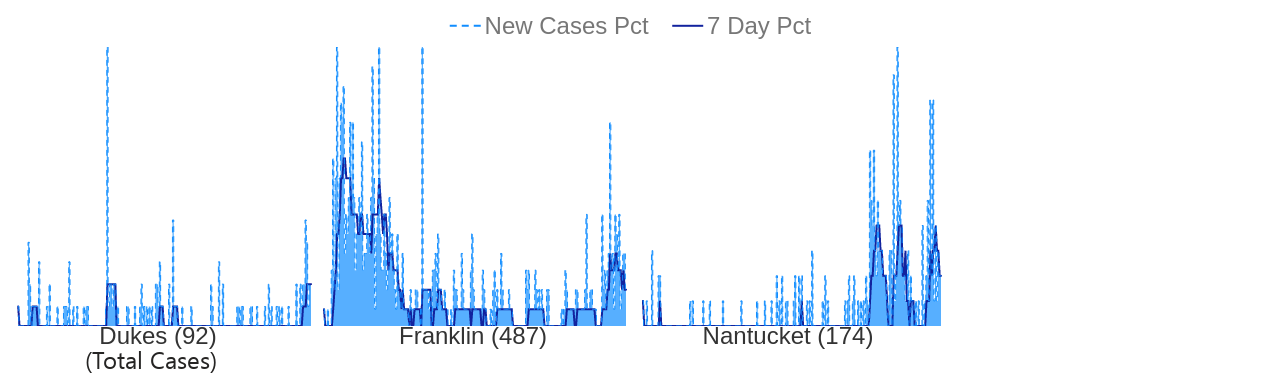 New Cases Pct 7 Day Pct
Dukes (92) Franklin (487) Nantucket (174)
(Total Cases)